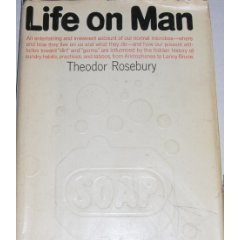 Life on Man
An entertaining and irreverent account of our normal microbes—where
and how they live on us and what they do—and how our private atti-
tudes toward "dirt" and "germs" are influenced by the hidden history of
sundry habits, practices and taboos, from Aristophanes to Lenny Bruce.
Theodor Rosebury
SOAP